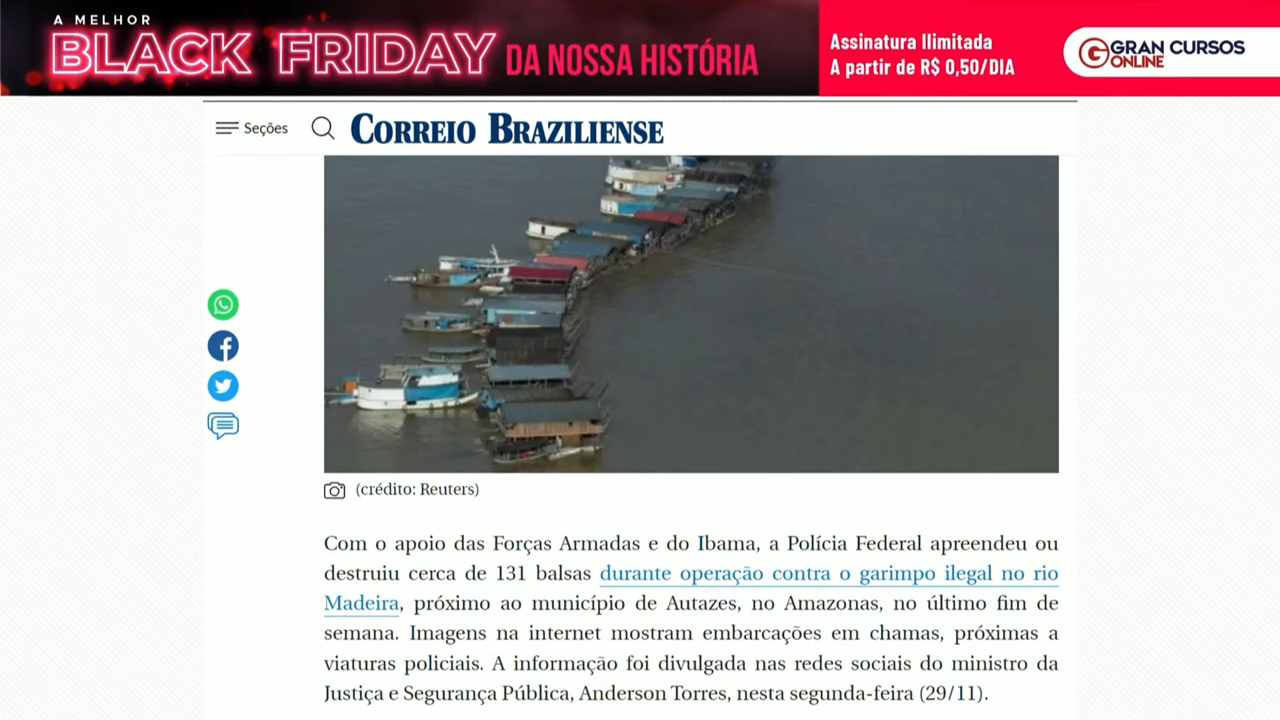 A MELHOR
BLACK FRIDAY DA NOSSA HISTÓRIA
Assinatura Ilimitada
A partir de R$ 0,50/DIA
GRAN CURSOS
ONLINE
Seções
CORREIO BRAZILIENSE
(crédito: Reuters)
Com o apoio das Forças Armadas e do Ibama, a Polícia Federal apreendeu ou
destruiu cerca de 131 balsas durante operação contra o garimpo ilegal no rio
Madeira, próximo ao município de Autazes, no Amazonas, no último fim de
semana. Imagens na internet mostram embarcações em chamas, próximas a
viaturas policiais. A informação foi divulgada nas redes sociais do ministro da
Justiça e Segurança Pública, Anderson Torres, nesta segunda-feira (29/11).